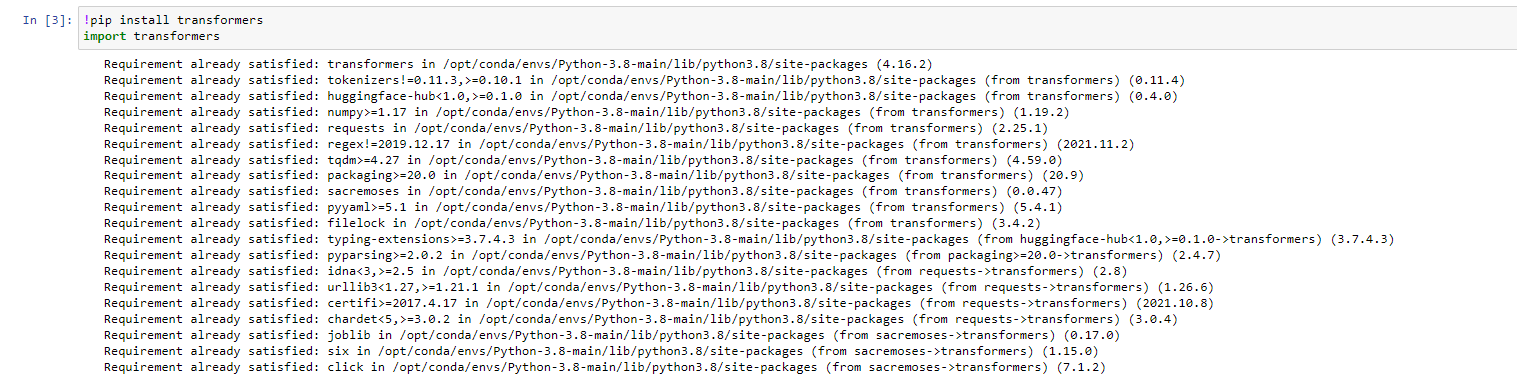 In [3]: !pip install transformers
import transformers
Requirement already satisfied: transformers in /opt/conda/envs/Python-3.8-main/lib/python3.8/site-packages (4.16.2)
Requirement already satisfied: tokenizers!=0.11.3,>=0.10.1 in /opt/conda/envs/Python-3.8-main/lib/python3.8/site-packages (from transformers) (0.11.4)
Requirement already satisfied: huggingface-hub<1.0,>=0.1.0 in /opt/conda/envs/Python-3.8-main/lib/python3.8/site-packages (from transformers) (0.4.0)
Requirement already satisfied: numpy>=1.17 in /opt/conda/envs/Python-3.8-main/lib/python3.8/site-packages (from transformers) (1.19.2)
Requirement already satisfied: requests in /opt/conda/envs/Python-3.8-main/lib/python3.8/site-packages (from transformers) (2.25.1)
Requirement already satisfied: regex!=2019.12.17 in /opt/conda/envs/Python-3.8-main/lib/python3.8/site-packages (from transformers) (2021.11.2)
Requirement already satisfied: tqdm>=4.27 in /opt/conda/envs/Python-3.8-main/lib/python3.8/site-packages (from transformers) (4.59.0)
Requirement already satisfied: packaging>=20.0 in /opt/conda/envs/Python-3.8-main/lib/python3.8/site-packages (from transformers) (20.9)
Requirement already satisfied: sacremoses in /opt/conda/envs/Python-3.8-main/lib/python3.8/site-packages (from transformers) (0.0.47)
Requirement already satisfied: pyyaml>=5.1 in /opt/conda/envs/Python-3.8-main/lib/python3.8/site-packages (from transformers) (5.4.1)
Requirement already satisfied: filelock in /opt/conda/envs/Python-3.8-main/lib/python3.8/site-packages (from transformers) (3.4.2)
Requirement already satisfied: typing-extensions>=3.7.4.3 in /opt/conda/envs/Python-3.8-main/lib/python3.8/site-packages (from huggingface-hub<1.0,>=0.1.0->transformers) (3.7.4.3)
Requirement already satisfied: pyparsing>=2.0.2 in /opt/conda/envs/Python-3.8-main/lib/python3.8/site-packages (from packaging>=20.0->transformers) (2.4.7)
Requirement already satisfied: idna<3,>=2.5 in /opt/conda/envs/Python-3.8-main/lib/python3.8/site-packages (from requests->transformers) (2.8)
Requirement already satisfied: urllib3<1.27,>=1.21.1 in /opt/conda/envs/Python-3.8-main/lib/python3.8/site-packages (from requests->transformers) (1.26.6)
Requirement already satisfied: certifi>=2017.4.17 in /opt/conda/envs/Python-3.8-main/lib/python3.8/site-packages (from requests->transformers) (2021.10.8)
Requirement already satisfied: chardet<5,>=3.0.2 in /opt/conda/envs/Python-3.8-main/lib/python3.8/site-packages (from requests->transformers) (3.0.4)
Requirement already satisfied: joblib in /opt/conda/envs/Python-3.8-main/lib/python3.8/site-packages (from sacremoses->transformers) (0.17.0)
Requirement already satisfied: six in /opt/conda/envs/Python-3.8-main/lib/python3.8/site-packages (from sacremoses->transformers) (1.15.0)
Requirement already satisfied: click in /opt/conda/envs/Python-3.8-main/lib/python3.8/site-packages (from sacremoses->transformers) (7.1.2)